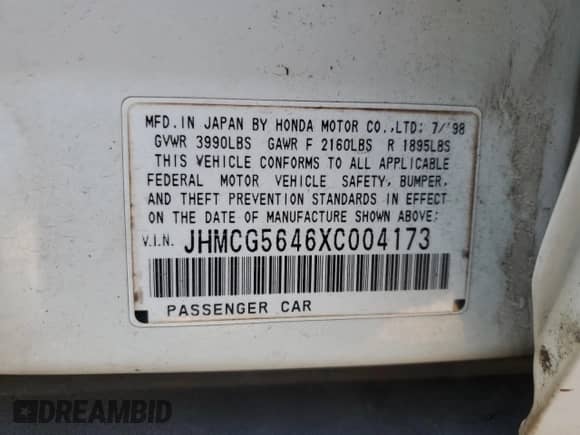 MFD. IN JAPAN BY HONDA MOTOR CO.,LTD; 7/'98
GVWR 3990LBS GAWR F 2160LBS R 1895LBS
THIS VEHICLE CONFORMS TO ALL APPLICABLE
FEDERAL MOTOR VEHICLE SAFETY, BUMPER,
AND THEFT PREVENTION STANDARDS IN EFFECT
ON THE DATE OF MANUFACTURE SHOWN ABOVE;
V.I.N. JHMCG5646XC004173
PASSENGER CAR
DREAMBID